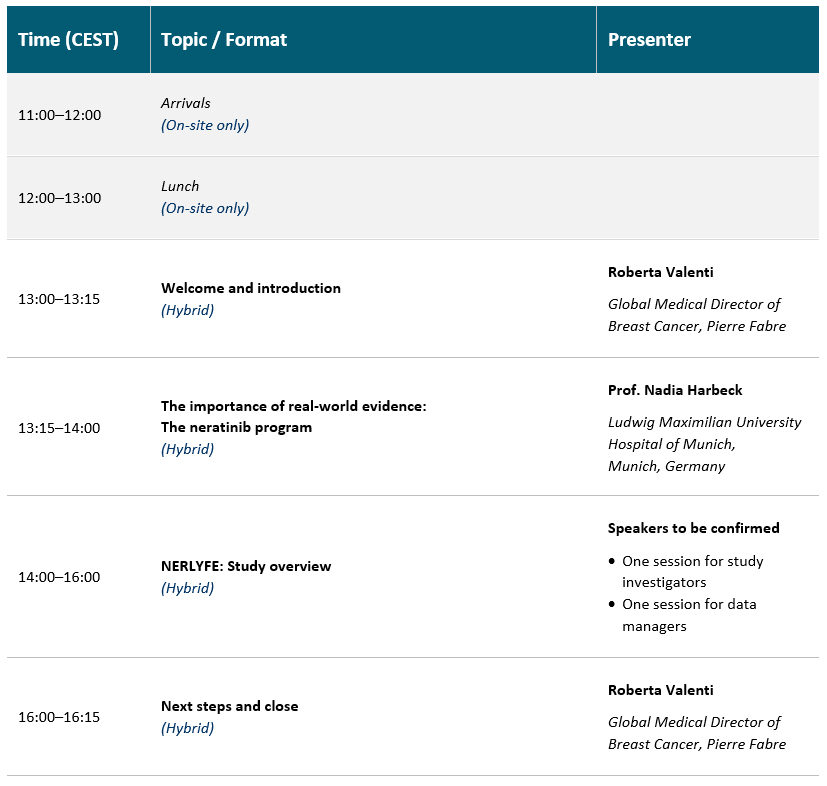 Time (CEST)
Topic / Format
Presenter
11:00–12:00
Arrivals
(On-site only)
12:00–13:00
Lunch
(On-site only)
13:00–13:15
Welcome and introduction
(Hybrid)
Roberta Valenti
Global Medical Director of
Breast Cancer, Pierre Fabre
13:15–14:00
The importance of real-world evidence:
The neratinib program
(Hybrid)
Prof. Nadia Harbeck
Ludwig Maximilian University
Hospital of Munich,
Munich, Germany
14:00–16:00
NERLYFE: Study overview
(Hybrid)
Speakers to be confirmed
• One session for study
investigators
• One session for data
managers
16:00–16:15
Next steps and close
(Hybrid)
Roberta Valenti
Global Medical Director of
Breast Cancer, Pierre Fabre